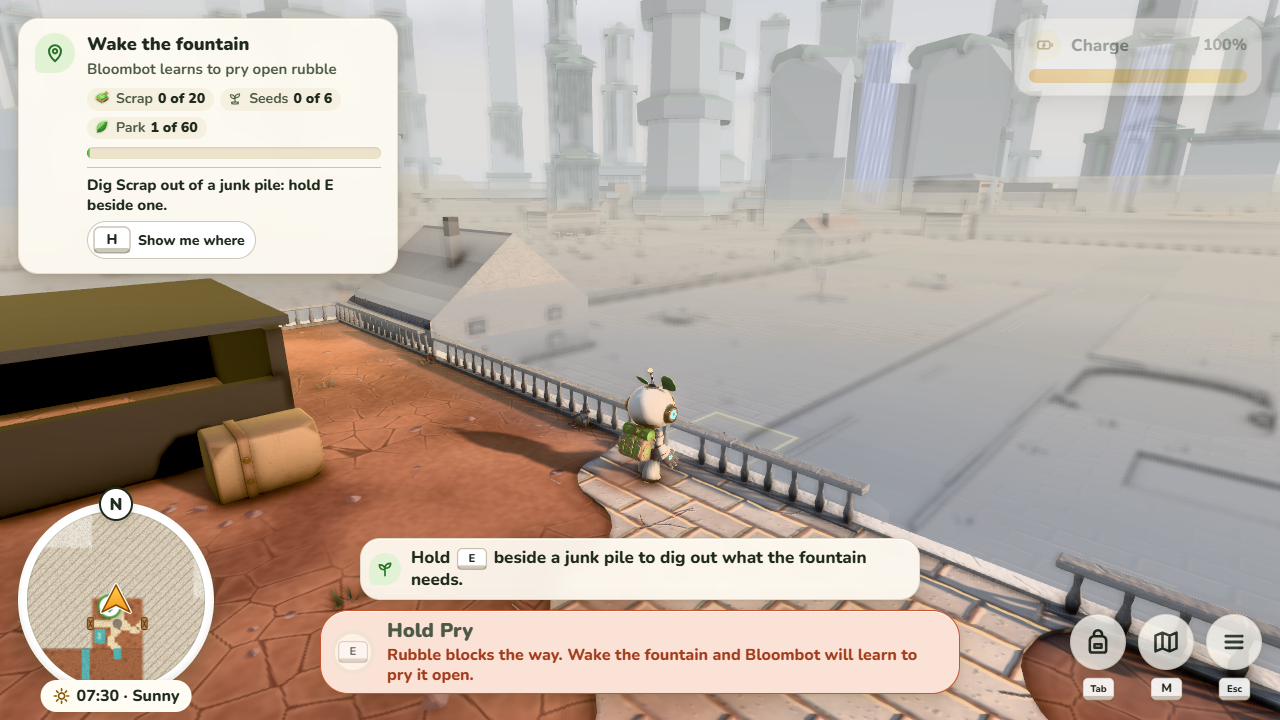 Wake the fountain
Bloombot learns to pry open rubble
Scrap 0 of 20 Seeds 0 of 6
Park 1 of 60
Dig Scrap out of a junk pile: hold E
beside one.
H Show me where
Charge 100%
N
07:30 · Sunny
Hold E beside a junk pile to dig out what the fountain
needs.
E
Hold Pry
Rubble blocks the way. Wake the fountain and Bloombot will learn to
pry it open.
Tab M Esc